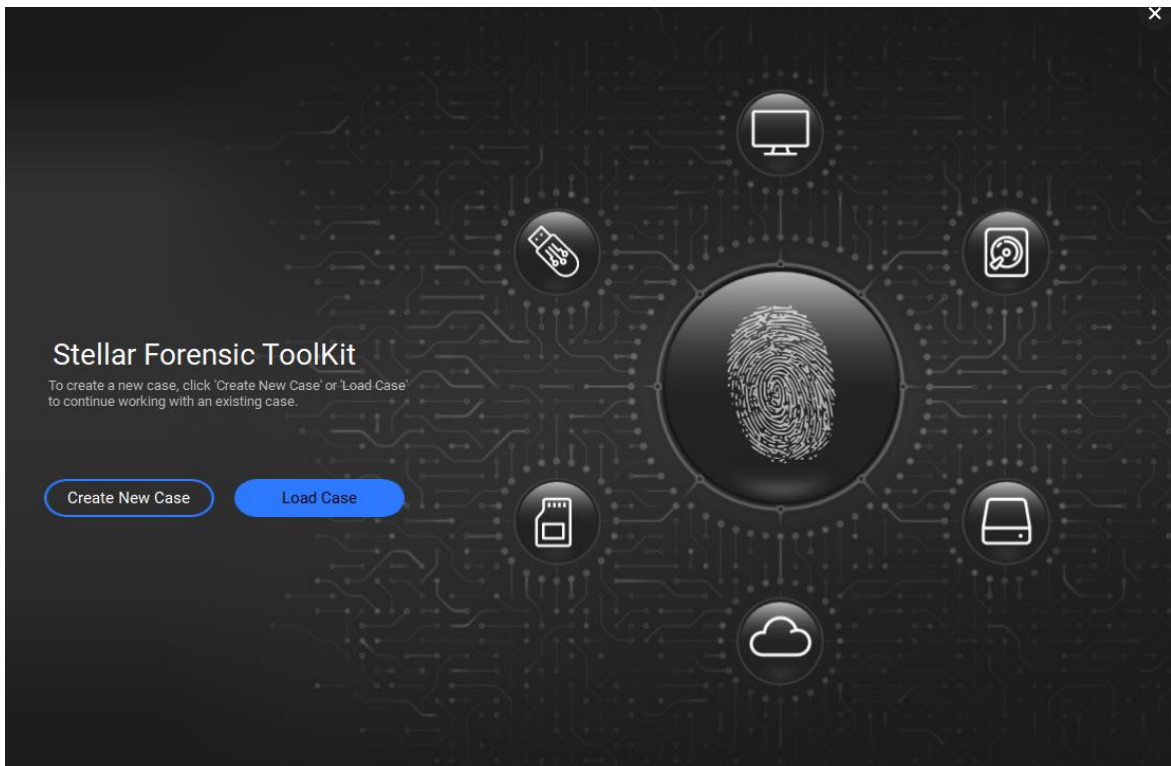 Stellar Forensic ToolKit
To create a new case, click 'Create New Case' or 'Load Case'
to continue working with an existing case.
Create New Case
Load Case